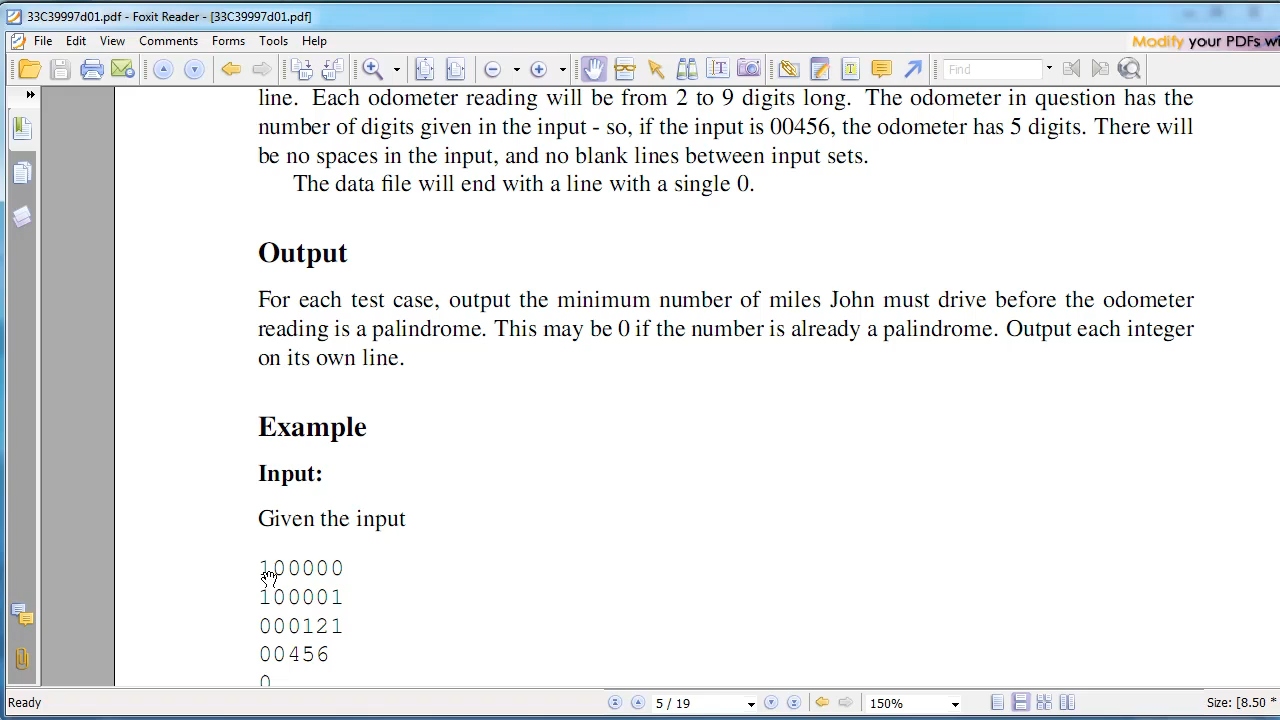 33C39997d01.pdf - Foxit Reader - [33C39997d01.pdf]
File Edit View Comments Forms Tools Help
Modify your PDFs wi
Find
line. Each odometer reading will be from 2 to 9 digits long. The odometer in question has the
number of digits given in the input - so, if the input is 00456, the odometer has 5 digits. There will
be no spaces in the input, and no blank lines between input sets.
The data file will end with a line with a single 0.
Output
For each test case, output the minimum number of miles John must drive before the odometer
reading is a palindrome. This may be 0 if the number is already a palindrome. Output each integer
on its own line.
Example
Input:
Given the input
100000
100001
000121
00456
0
Ready
5 / 19
150%
Size: [8.50 *